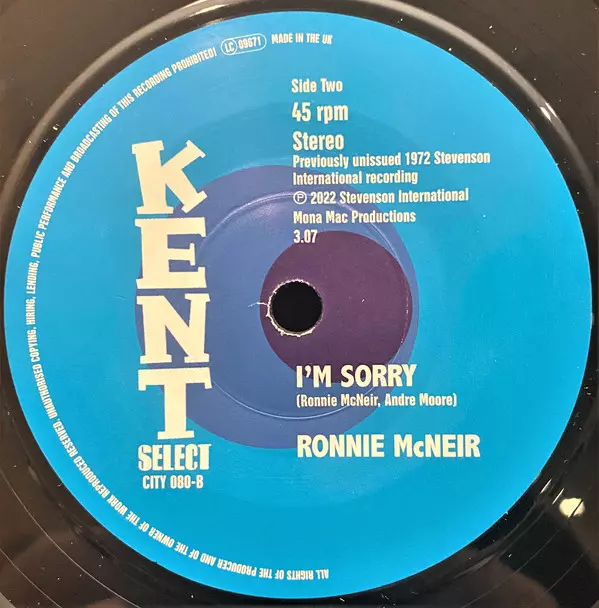 ALL RIGHTS OF THE PRODUCER AND OF THE OWNER OF THE WORK REPRODUCED RESERVED. UNAUTHORISED COPYING, HIRING, LENDING, PUBLIC PERFORMANCE AND BROADCASTING OF THIS RECORDING PROHIBITED! LC 09671 MADE IN THE UK
Side Two
45 rpm
Stereo
Previously unissued 1972 Stevenson
International recording
℗ 2022 Stevenson International
Mona Mac Productions
3.07
KENT
SELECT
CITY 080-B
I'M SORRY
(Ronnie McNeir, Andre Moore)
RONNIE McNEIR